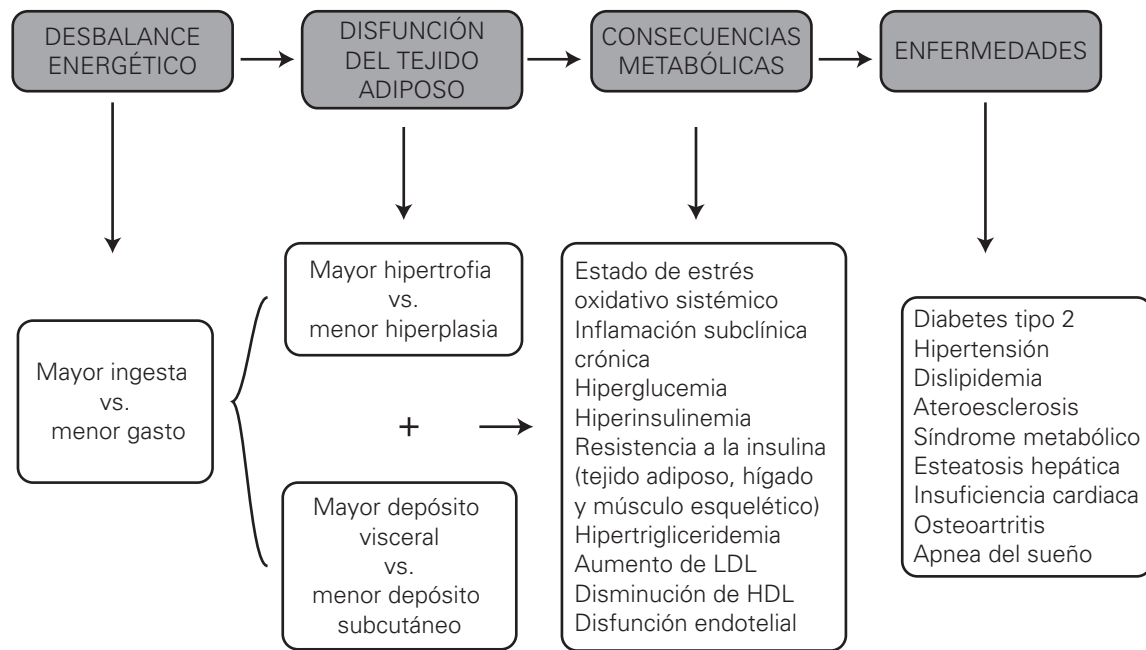 DESBALANCE
ENERGÉTICO
DISFUNCIÓN
DEL TEJIDO
ADIPOSO
CONSECUENCIAS
METABÓLICAS
ENFERMEDADES
Mayor ingesta
vs.
menor gasto
Mayor hipertrofia
vs.
menor hiperplasia
+
Mayor depósito
visceral
vs.
menor depósito
subcutáneo
Estado de estrés
oxidativo sistémico
Inflamación subclínica
crónica
Hiperglucemia
Hiperinsulinemia
Resistencia a la insulina
(tejido adiposo, hígado
y músculo esquelético)
Hipertrigliceridemia
Aumento de LDL
Disminución de HDL
Disfunción endotelial
Diabetes tipo 2
Hipertensión
Dislipidemia
Ateroesclerosis
Síndrome metabólico
Esteatosis hepática
Insuficiencia cardiaca
Osteoartritis
Apnea del sueño